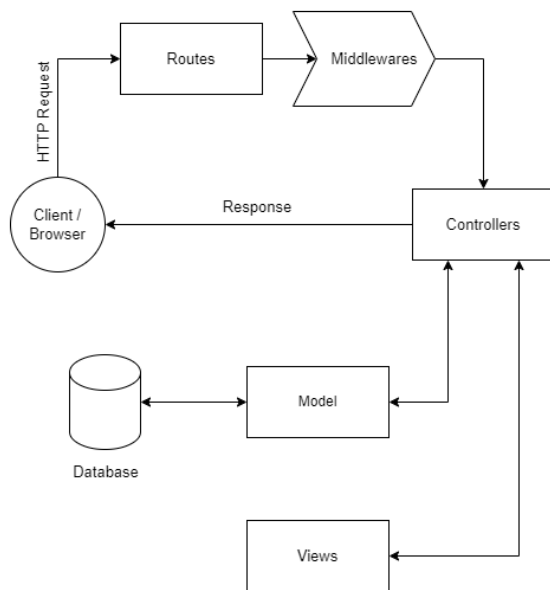 Routes
Middlewares
HTTP Request
Client /
Browser
Response
Controllers
Model
Database
Views